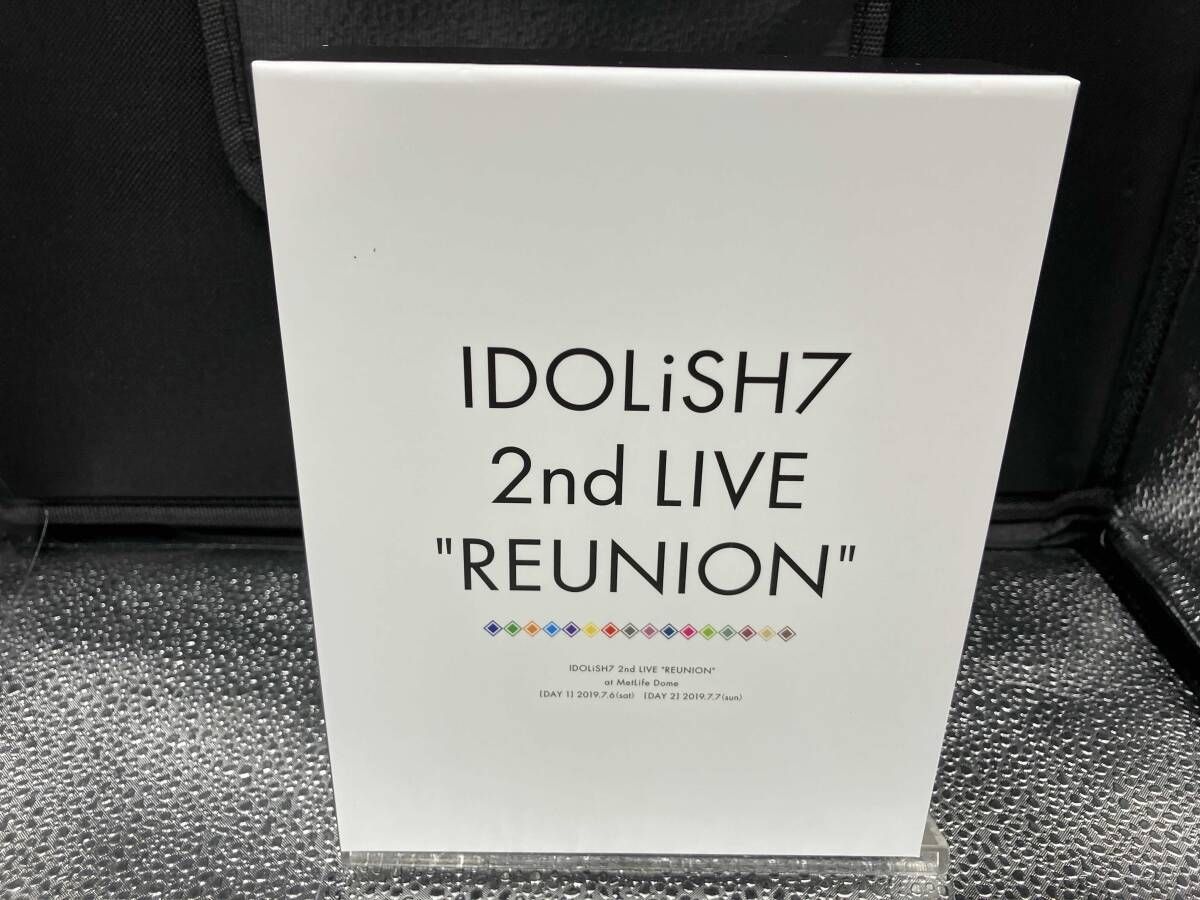 IDOLiSH7
2nd LIVE
"REUNION"
IDOLiSH7 2nd LIVE "REUNION"
at MetLife Dome
[DAY 1] 2019.7.6(sat) [DAY 2] 2019.7.7(sun)